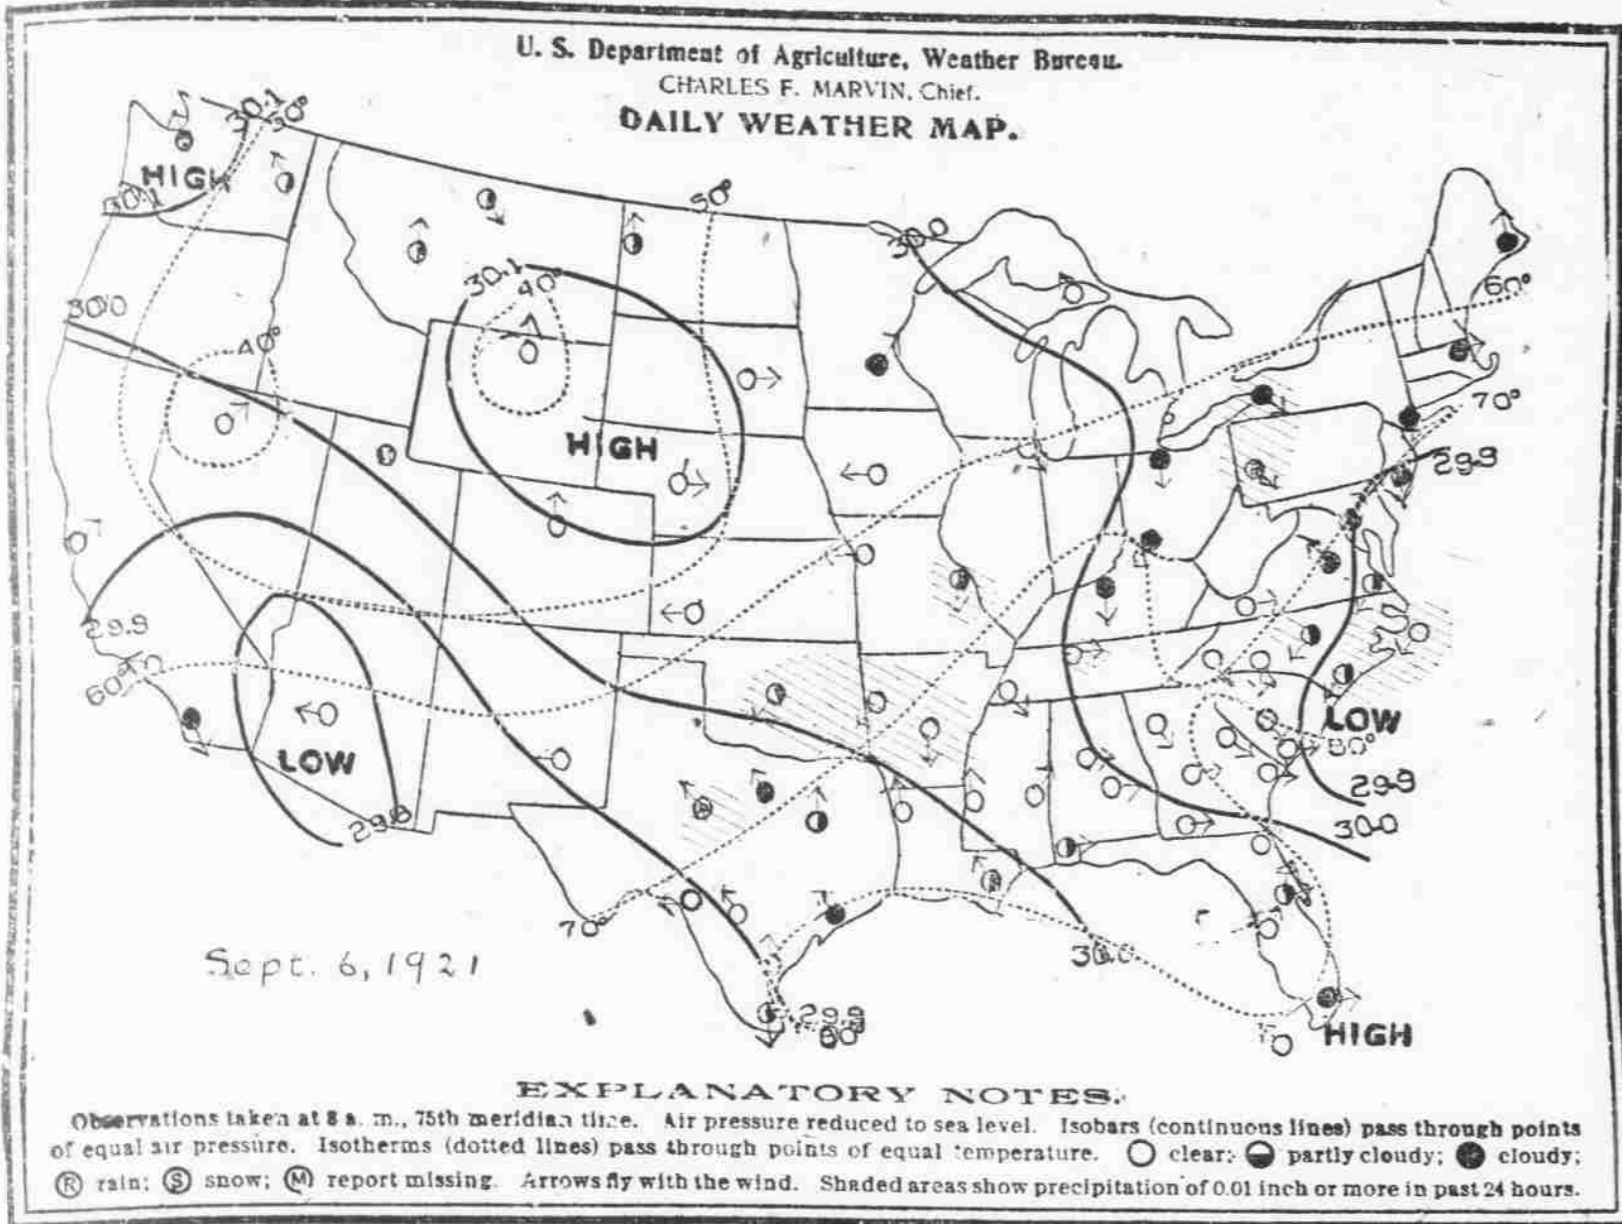 U. S. Department of Agriculture, Weather Bureau.
CHARLES F. MARVIN, Chief.
DAILY WEATHER MAP.
30.1
50°
HIGH
30.1
50°
30.0
30.1
40°
60°
30.0
40°
HIGH
70°
29.9
29.9
60°
LOW
LOW
80°
29.9
29.8
30.0
70°
30.0
Sept. 6, 1921
29.9
80°
HIGH
EXPLANATORY NOTES.
Observations taken at 8 a. m., 75th meridian time. Air pressure reduced to sea level. Isobars (continuous lines) pass through points
of equal air pressure. Isotherms (dotted lines) pass through points of equal temperature. clear; partly cloudy; cloudy;
R rain; S snow; M report missing. Arrows fly with the wind. Shaded areas show precipitation of 0.01 inch or more in past 24 hours.